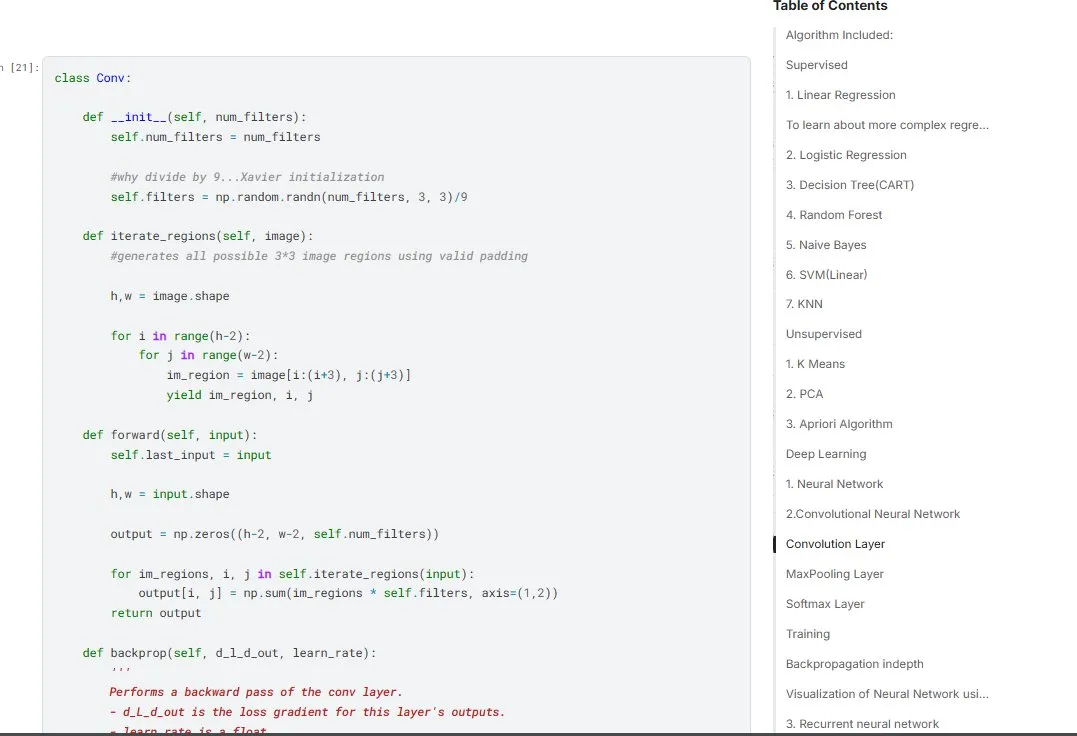 n [21]:
class Conv:
    def __init__(self, num_filters):
        self.num_filters = num_filters
        #why divide by 9...Xavier initialization
        self.filters = np.random.randn(num_filters, 3, 3)/9
    def iterate_regions(self, image):
        #generates all possible 3*3 image regions using valid padding
        h,w = image.shape
        for i in range(h-2):
            for j in range(w-2):
                im_region = image[i:(i+3), j:(j+3)]
                yield im_region, i, j
    def forward(self, input):
        self.last_input = input
        h,w = input.shape
        output = np.zeros((h-2, w-2, self.num_filters))
        for im_regions, i, j in self.iterate_regions(input):
            output[i, j] = np.sum(im_regions * self.filters, axis=(1,2))
        return output
    def backprop(self, d_l_d_out, learn_rate):
        '''
        Performs a backward pass of the conv layer.
        - d_L_d_out is the loss gradient for this layer's outputs.
        - learn_rate is a float
Table of Contents
Algorithm Included:
Supervised
1. Linear Regression
To learn about more complex regre...
2. Logistic Regression
3. Decision Tree(CART)
4. Random Forest
5. Naive Bayes
6. SVM(Linear)
7. KNN
Unsupervised
1. K Means
2. PCA
3. Apriori Algorithm
Deep Learning
1. Neural Network
2.Convolutional Neural Network
Convolution Layer
MaxPooling Layer
Softmax Layer
Training
Backpropagation indepth
Visualization of Neural Network usi...
3. Recurrent neural network